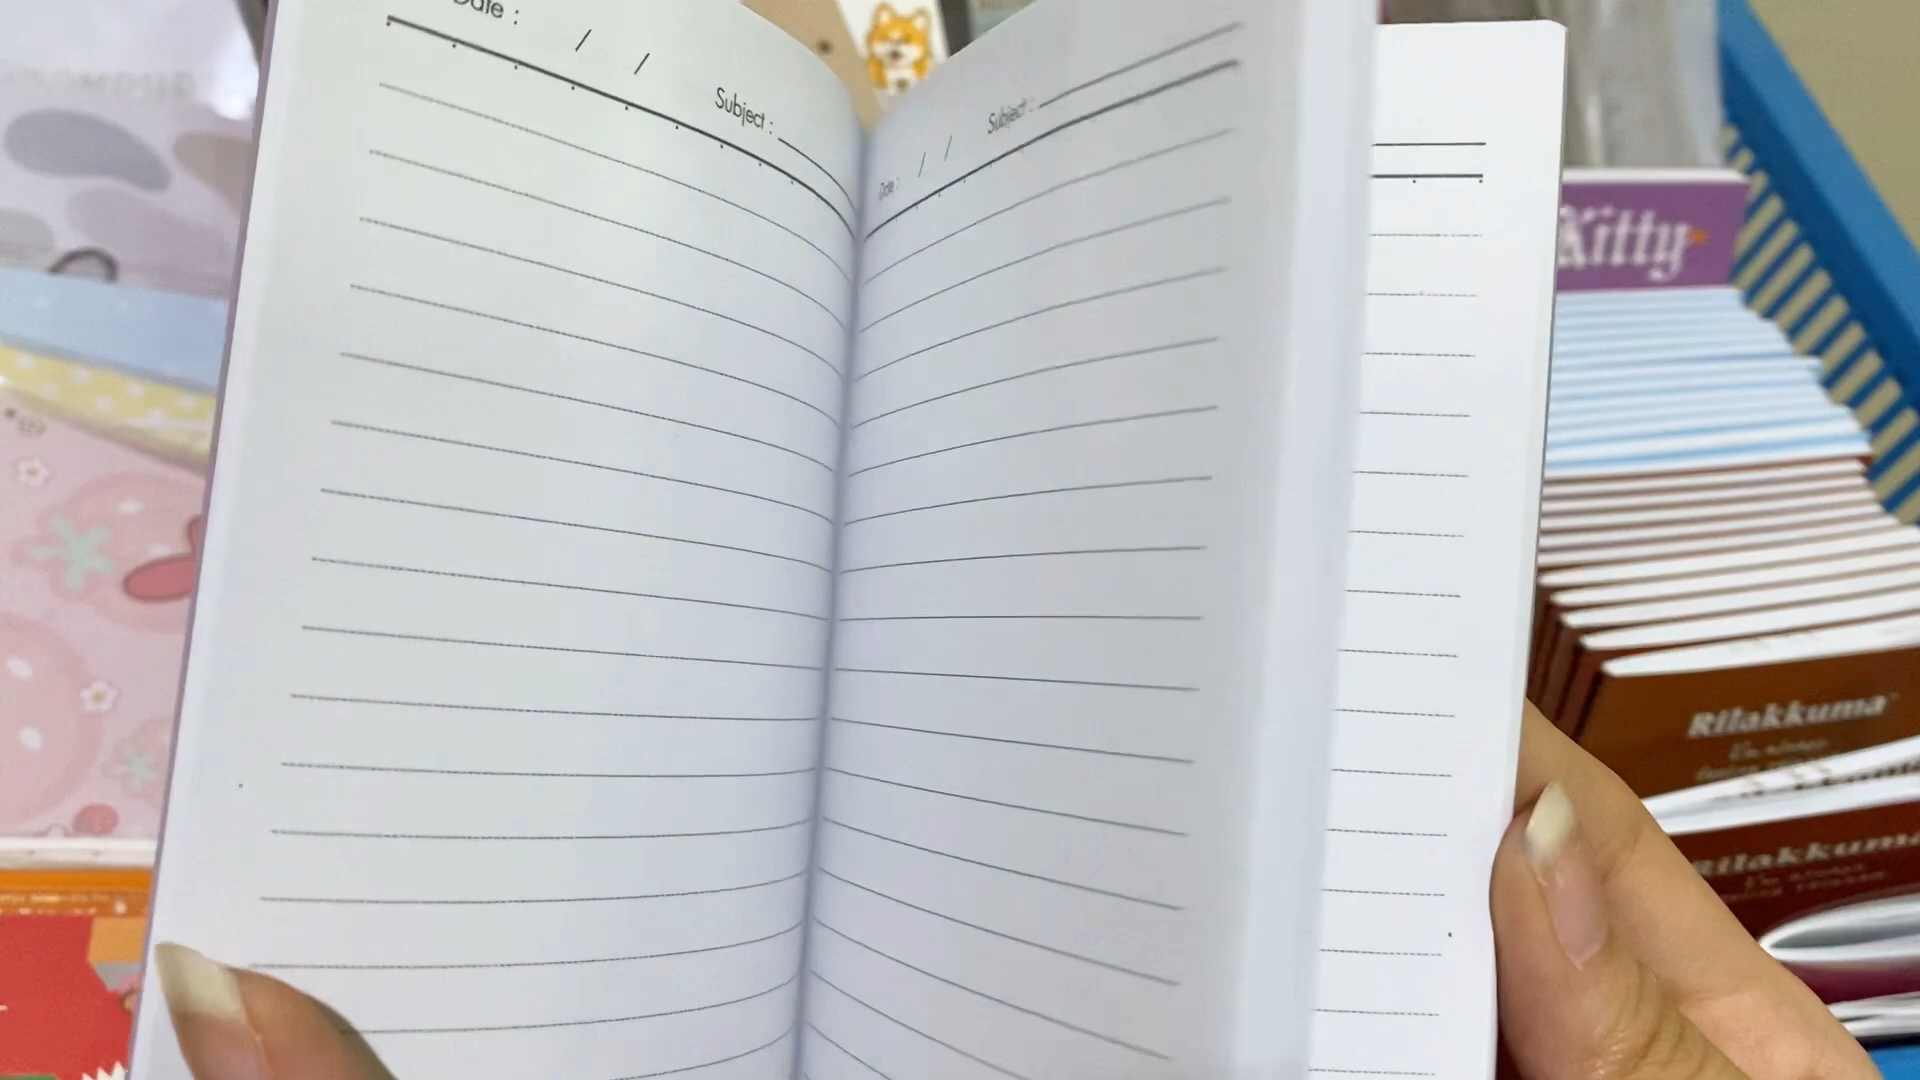 Date : / /
Subject :
Date : / /
Subject :
Kitty
Rilakkuma
Rilakkuma